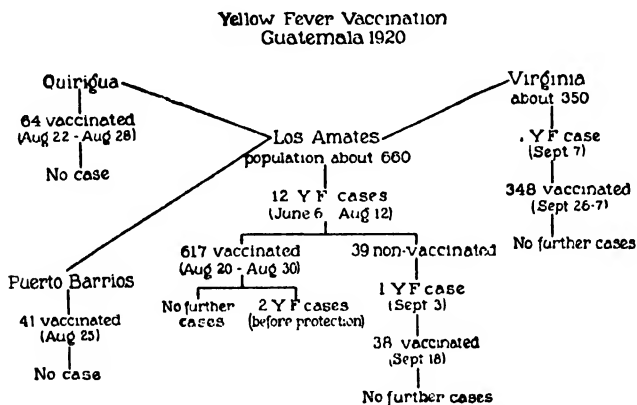 Yellow Fever Vaccination
Guatemala 1920
Quirigua
64 vaccinated
(Aug 22 - Aug 28)
No case
Virginia
about 350
. Y F case
(Sept 7)
348 vaccinated
(Sept 26-7)
No further cases
Los Amates
population about 660
12 Y F cases
(June 6 Aug 12)
617 vaccinated
(Aug 20 - Aug 30)
No further
cases
2 Y F cases
(before protection)
39 non-vaccinated
1 Y F case
(Sept 3)
38 vaccinated
(Sept 18)
No further cases
Puerto Barrios
41 vaccinated
(Aug 25)
No case